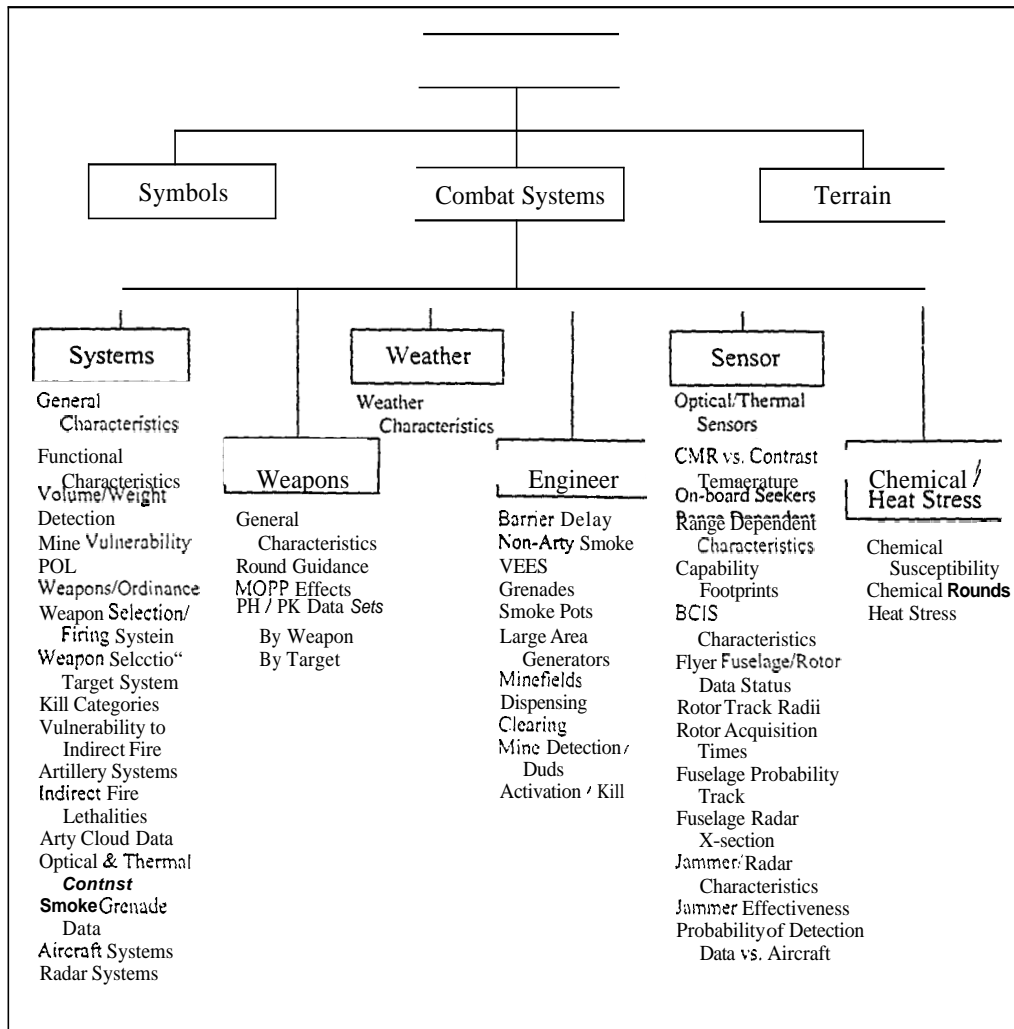 Symbols
Combat Systems
Terrain
Systems
General
Characteristics
Functional
Characteristics
Volume/Weight
Detection
Mine Vulnerability
POL
Weapons/Ordinance
Weapon Selection/
Firing Systein
Weapon Selcctio“
Target System
Kill Categories
Vulnerability to
Indirect Fire
Artillery Systems
Indirect Fire
Lethalities
Arty Cloud Data
Optical & Thermal
Contnst
Smoke Grenade
Data
Aircraft Systems
Radar Systems
Weapons
General
Characteristics
Round Guidance
MOPP Effects
PH / PK Data Sets
By Weapon
By Target
Weather
Weather
Characteristics
Engineer
Barrier Delay
Non-Arty Smoke
VEES
Grenades
Smoke Pots
Large Area
Generators
Minefields
Dispensing
Clearing
Mine Detection /
Duds
Activation / Kill
Sensor
Optical/Thermal
Sensors
CMR vs. Contrast
Temaerature
On-board Seekers
Range Dependent
Range Dependent
Characteristics
Capability
Footprints
BCIS
Characteristics
Flyer Fuselage/Rotor
Data Status
Rotor Track Radii
Rotor Acquisition
Times
Fuselage Probability
Track
Fuselage Radar
X-section
Jammer/Radar
Characteristics
Jammer Effectiveness
Probability of Detection
Data vs. Aircraft
Chemical /
Heat Stress
Chemical
Susceptibility
Chemical Rounds
Heat Stress